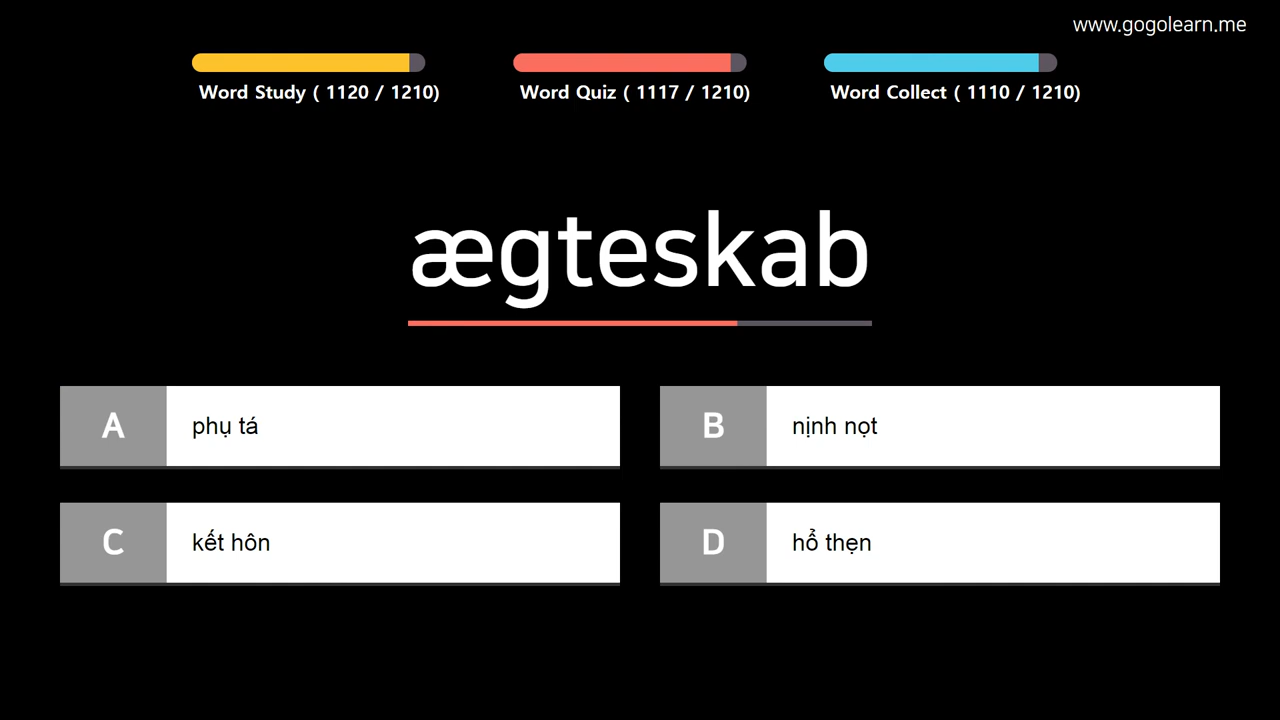 www.gogolearn.me
Word Study ( 1120 / 1210)
Word Quiz ( 1117 / 1210)
Word Collect ( 1110 / 1210)
ægteskab
A phụ tá
B nịnh nọt
C kết hôn
D hổ thẹn